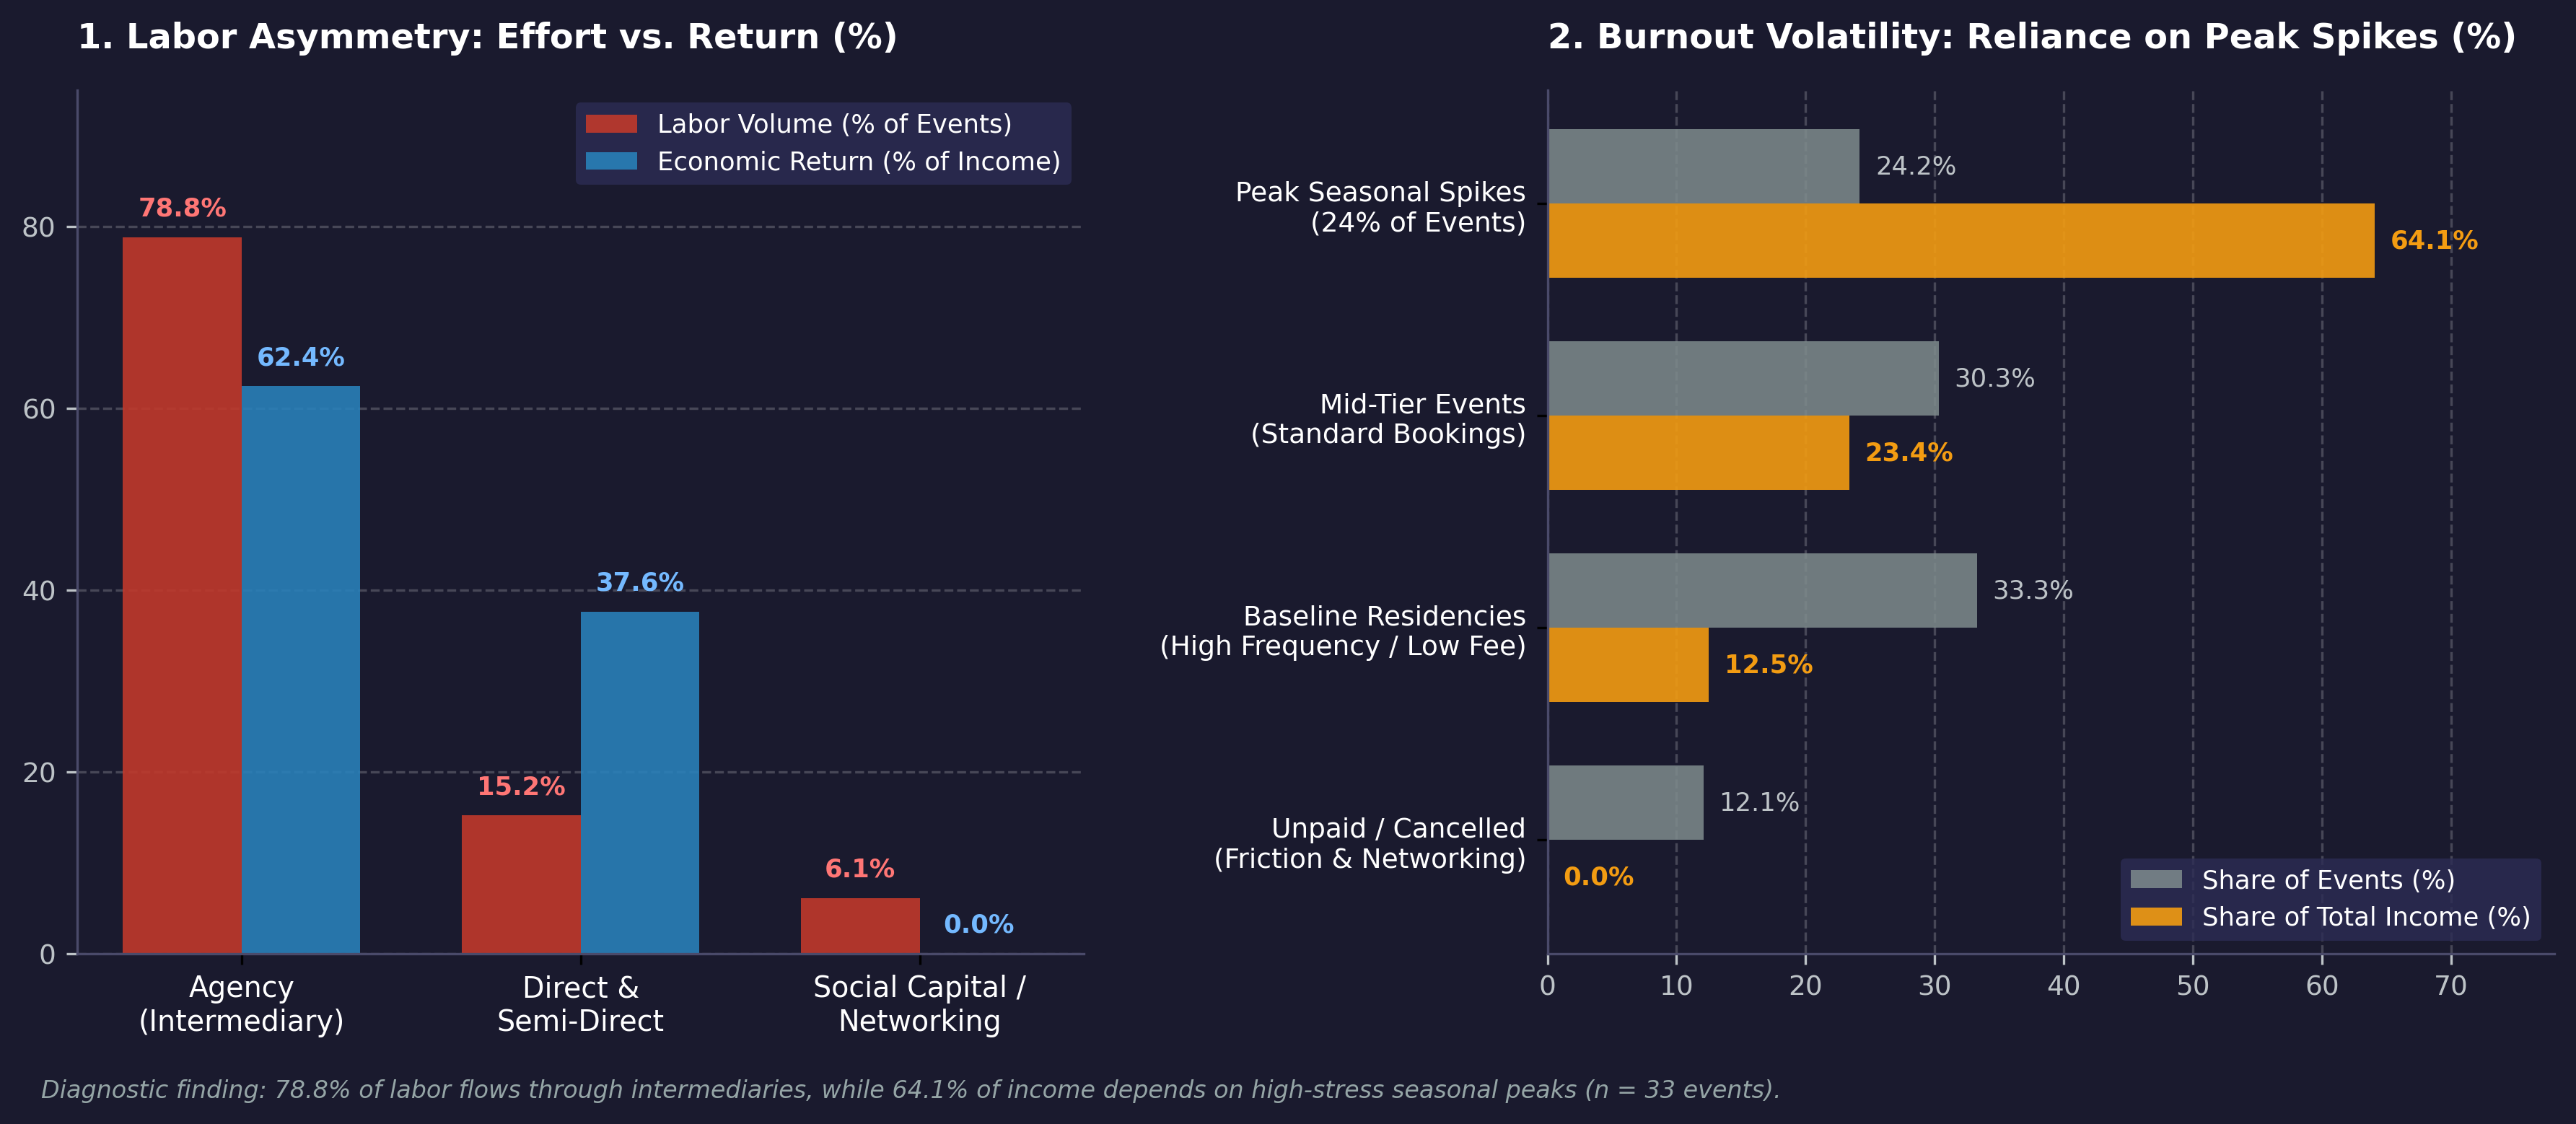 1. Labor Asymmetry: Effort vs. Return (%)
Labor Volume (% of Events)
Economic Return (% of Income)
80
60
40
20
0
78.8%
62.4%
15.2%
37.6%
6.1%
0.0%
Agency
(Intermediary)
Direct &
Semi-Direct
Social Capital /
Networking
2. Burnout Volatility: Reliance on Peak Spikes (%)
Peak Seasonal Spikes
(24% of Events)
24.2%
64.1%
Mid-Tier Events
(Standard Bookings)
30.3%
23.4%
Baseline Residencies
(High Frequency / Low Fee)
33.3%
12.5%
Unpaid / Cancelled
(Friction & Networking)
12.1%
0.0%
Share of Events (%)
Share of Total Income (%)
0 10 20 30 40 50 60 70
Diagnostic finding: 78.8% of labor flows through intermediaries, while 64.1% of income depends on high-stress seasonal peaks (n = 33 events).